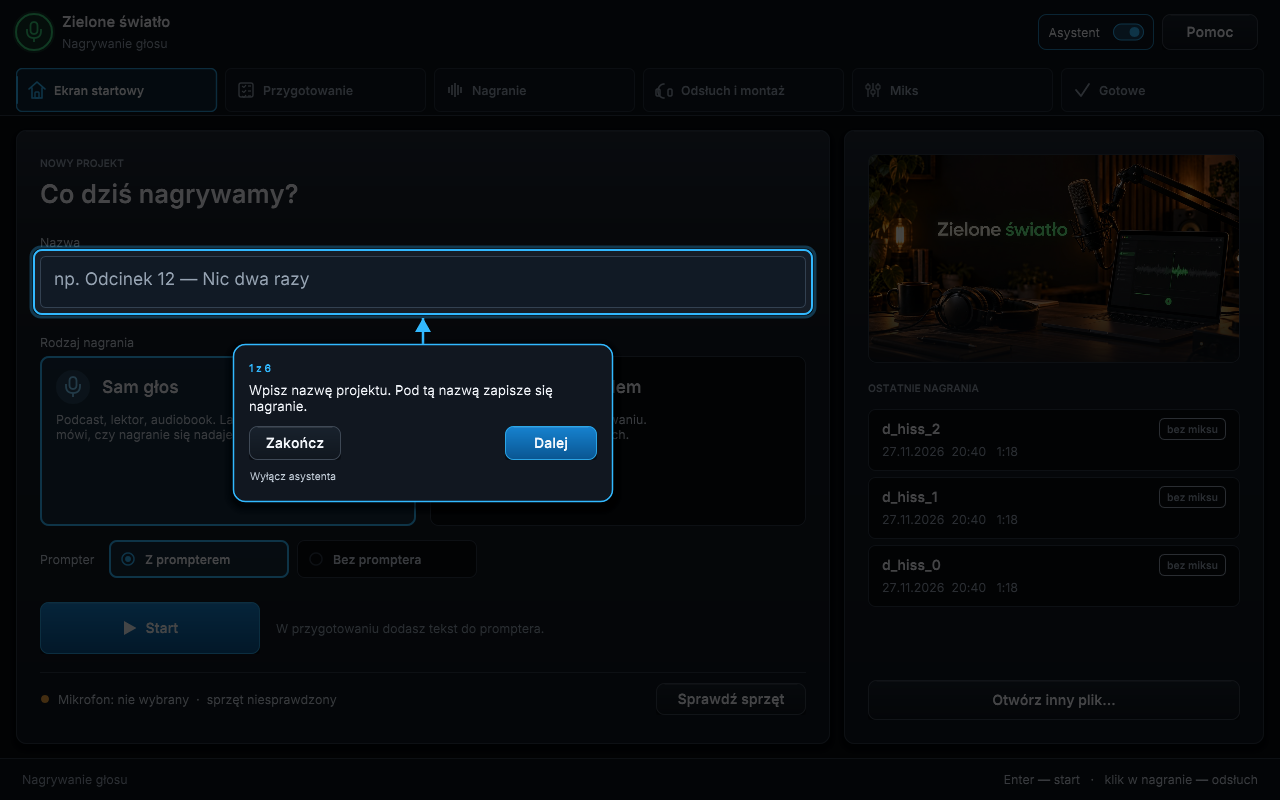 Zielone światło
Nagrywanie głosu
Asystent
Pomoc
Ekran startowy
Przygotowanie
Nagranie
Odsłuch i montaż
Miks
Gotowe
NOWY PROJEKT
Co dziś nagrywamy?
Nazwa
np. Odcinek 12 — Nic dwa razy
Rodzaj nagrania
Sam głos
Podcast, lektor, audiobook.
mówi, czy nagranie się nadaje
1 z 6
Wpisz nazwę projektu. Pod tą nazwą zapisze się
nagranie.
Zakończ
Dalej
Wyłącz asystenta
Prompter
Z prompterem
Bez promptera
Start
W przygotowaniu dodasz tekst do promptera.
Mikrofon: nie wybrany · sprzęt niesprawdzony
Sprawdź sprzęt
Zielone światło
OSTATNIE NAGRANIA
d_hiss_2
bez miksu
27.11.2026 20:40 1:18
d_hiss_1
bez miksu
27.11.2026 20:40 1:18
d_hiss_0
bez miksu
27.11.2026 20:40 1:18
Otwórz inny plik...
Nagrywanie głosu
Enter — start · klik w nagranie — odsłuch